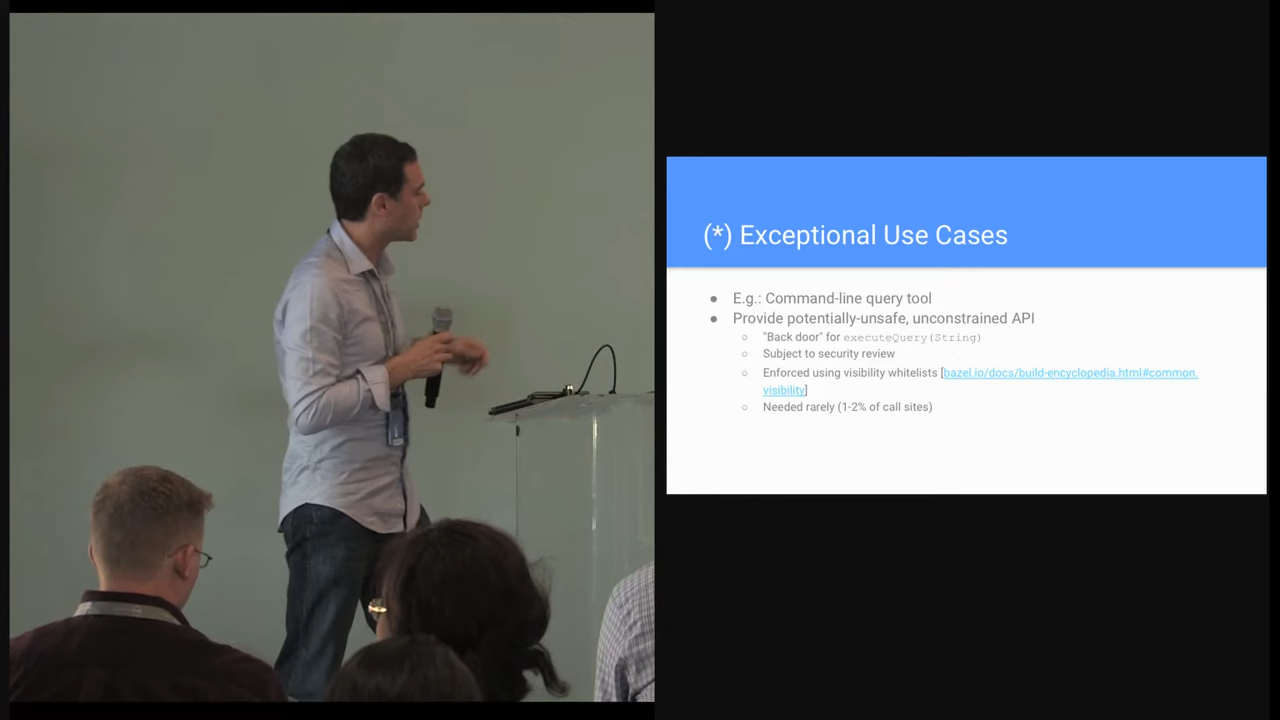 (*) Exceptional Use Cases
● E.g.: Command-line query tool
● Provide potentially-unsafe, unconstrained API
○ "Back door" for executeQuery(String)
○ Subject to security review
○ Enforced using visibility whitelists [bazel.io/docs/build-encyclopedia.html#common.
visibility]
○ Needed rarely (1-2% of call sites)